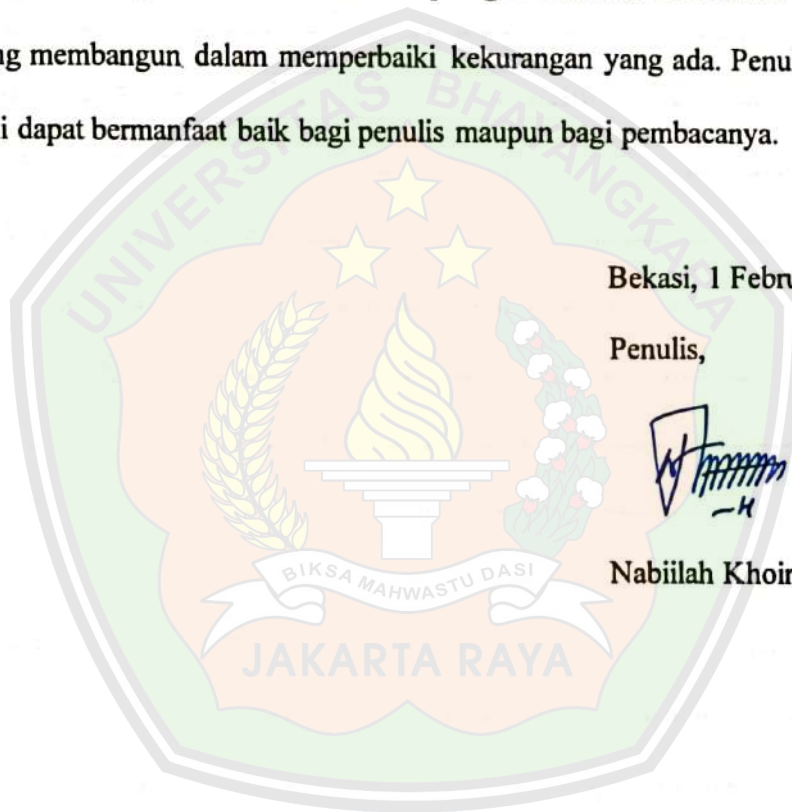 ng membangun dalam memperbaiki kekurangan yang ada. Penu
i dapat bermanfaat baik bagi penulis maupun bagi pembacanya.
UNIVERSITAS BHAYANGKARA
Bekasi, 1 Febru
Penulis,
BIKSA MAHWASTU DASI
JAKARTA RAYA
Nabiilah Khoir